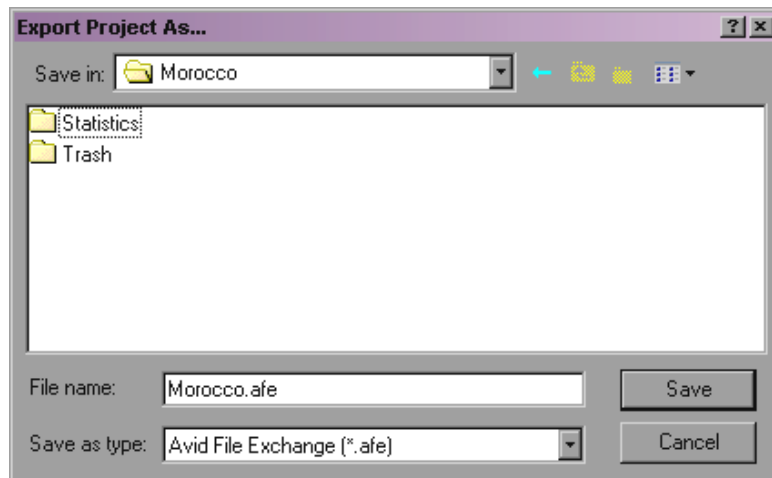 Export Project As...
Save in: Morocco
Statistics
Trash
File name: Morocco.afe Save
Save as type: Avid File Exchange (*.afe) Cancel